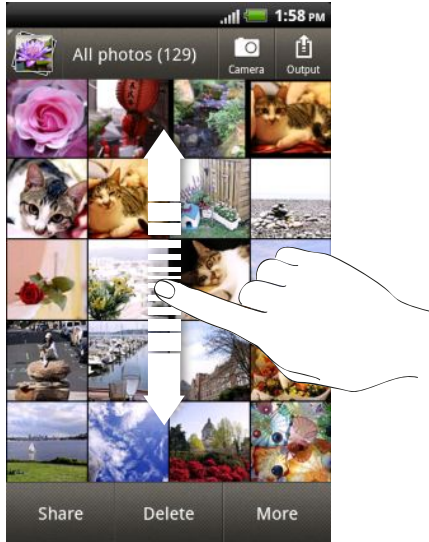 1:58 PM
All photos (129)
Camera
Output
Share
Delete
More